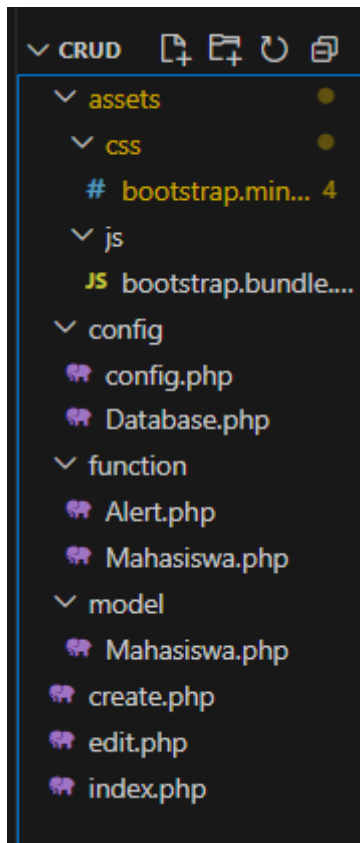 CRUD
assets
css
# bootstrap.min... 4
js
JS bootstrap.bundle....
config
config.php
Database.php
function
Alert.php
Mahasiswa.php
model
Mahasiswa.php
create.php
edit.php
index.php